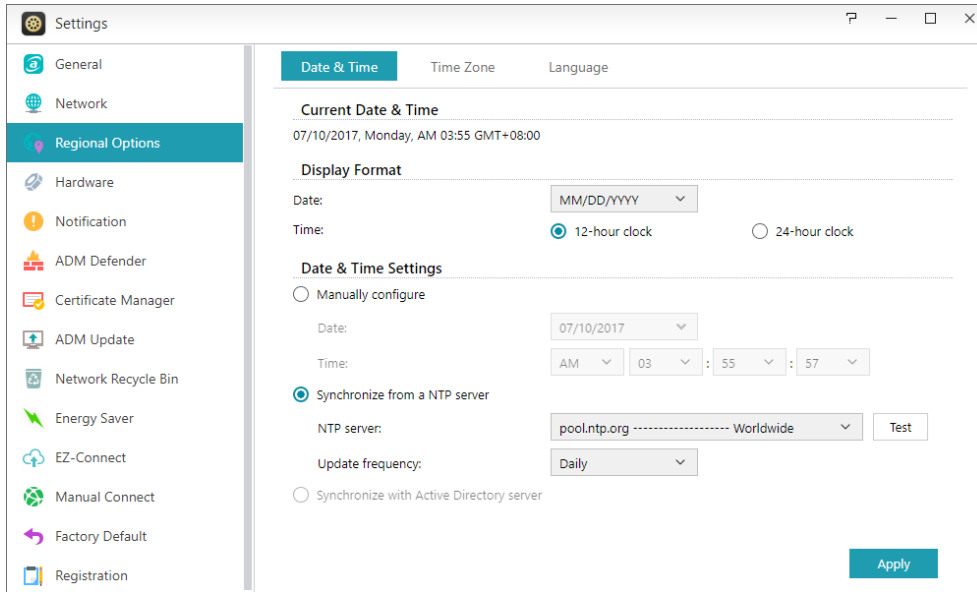 Settings
General
Network
Regional Options
Hardware
Notification
ADM Defender
Certificate Manager
ADM Update
Network Recycle Bin
Energy Saver
EZ-Connect
Manual Connect
Factory Default
Registration
Date & Time Time Zone Language
Current Date & Time
07/10/2017, Monday, AM 03:55 GMT+08:00
Display Format
Date: MM/DD/YYYY
Time: 12-hour clock 24-hour clock
Date & Time Settings
Manually configure
Date: 07/10/2017
Time: AM 03 : 55 : 57
Synchronize from a NTP server
NTP server: pool.ntp.org ------------------- Worldwide Test
Update frequency: Daily
Synchronize with Active Directory server
Apply